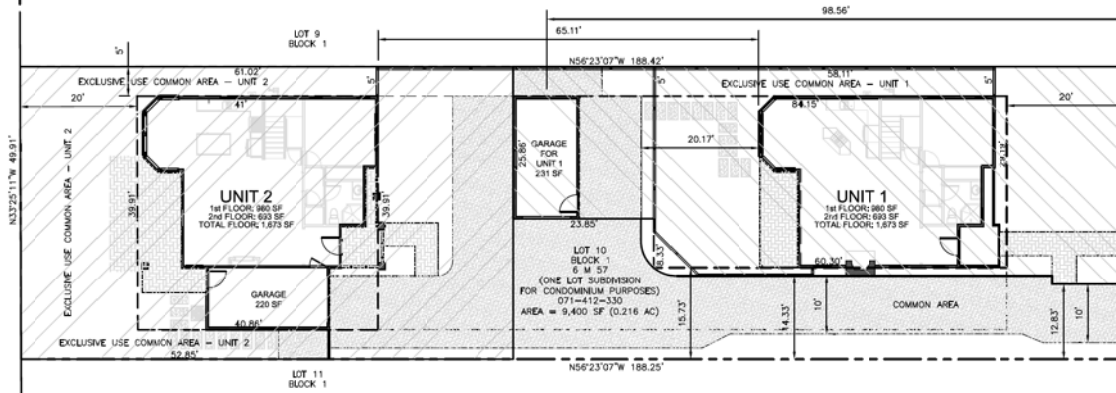 98.56'
LOT 9
BLOCK 1
65.11'
5'
N56°23'07"W 188.42'
EXCLUSIVE USE COMMON AREA - UNIT 2
61.02'
5'
5'
EXCLUSIVE USE COMMON AREA - UNIT 1
58.11'
5'
20'
41'
84.15'
20'
N33°25'11"W 49.91'
EXCLUSIVE USE COMMON AREA - UNIT 2
39.91'
UNIT 2
1st FLOOR: 980 SF
2nd FLOOR: 693 SF
TOTAL FLOOR: 1,673 SF
39.91'
25.86'
GARAGE
FOR
UNIT 1
231 SF
20.17'
UNIT 1
1st FLOOR: 980 SF
2nd FLOOR: 693 SF
TOTAL FLOOR: 1,673 SF
23.85'
LOT 10
BLOCK 1
6 M 57
(ONE LOT SUBDIVISION
FOR CONDOMINIUM PURPOSES)
071-412-330
AREA = 9,400 SF (0.216 AC)
60.30'
GARAGE
220 SF
40.86'
15.73'
14.33'
10'
COMMON AREA
12.83'
10'
EXCLUSIVE USE COMMON AREA - UNIT 2
52.85'
N56°23'07"W 188.25'
LOT 11
BLOCK 1